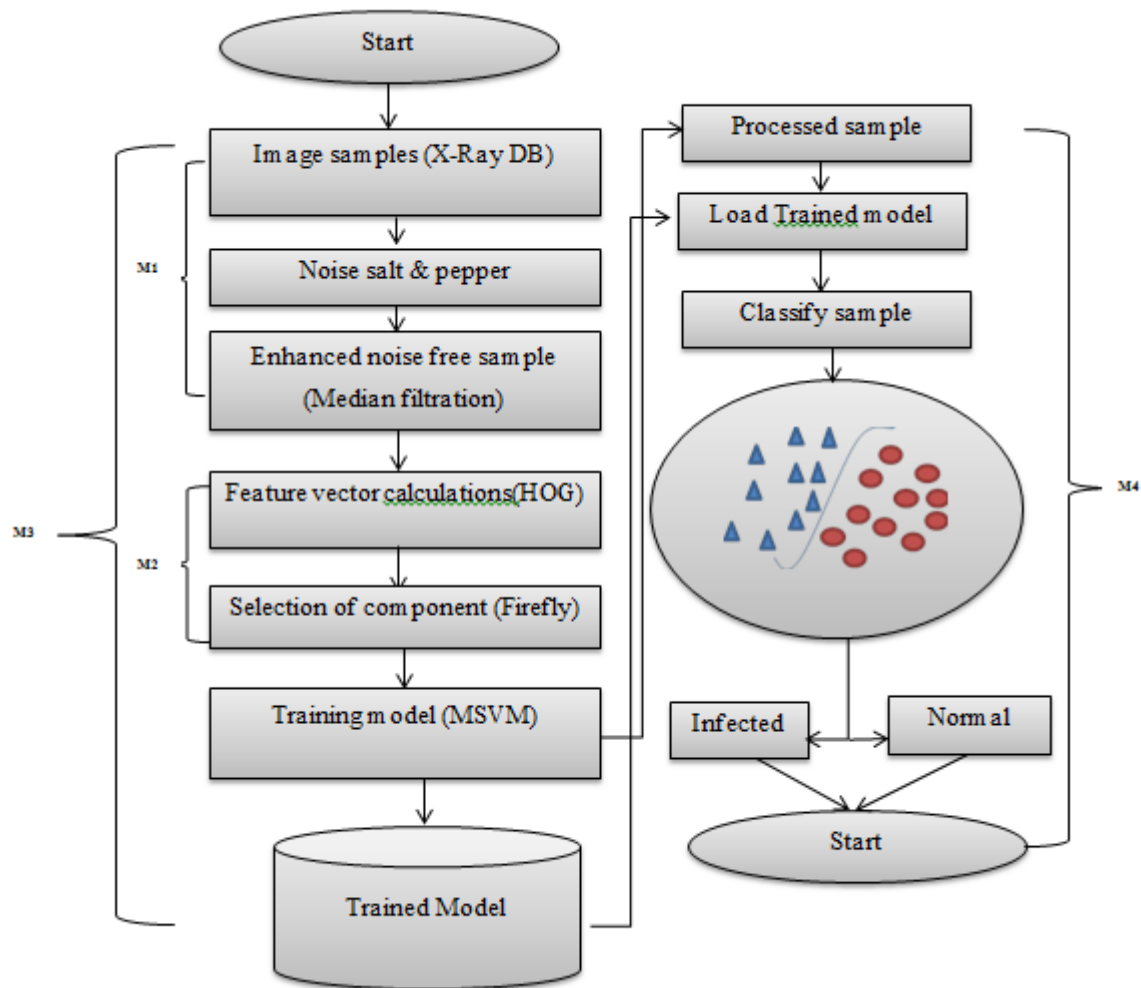 Start
Image samples (X-Ray DB)
Noise salt & pepper
Enhanced noise free sample
(Median filtration)
Feature vector calculations(HOG)
Selection of component (Firefly)
Training model (MSVM)
Trained Model
M1
M2
M3
Processed sample
Load Trained model
Classify sample
Infected
Normal
Start
M4